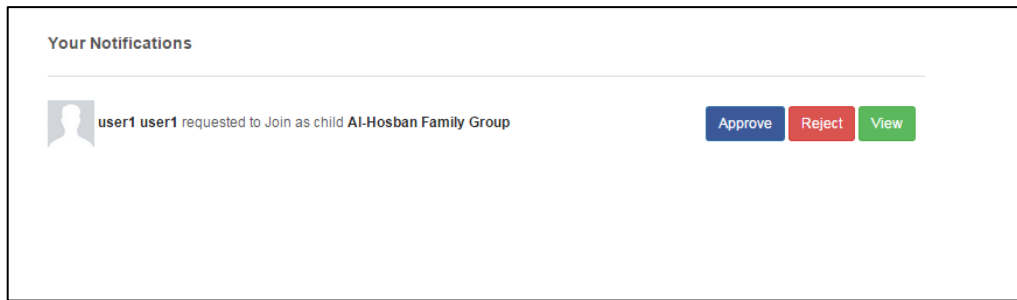 Your Notifications
user1 user1 requested to Join as child Al-Hosban Family Group
Approve Reject View